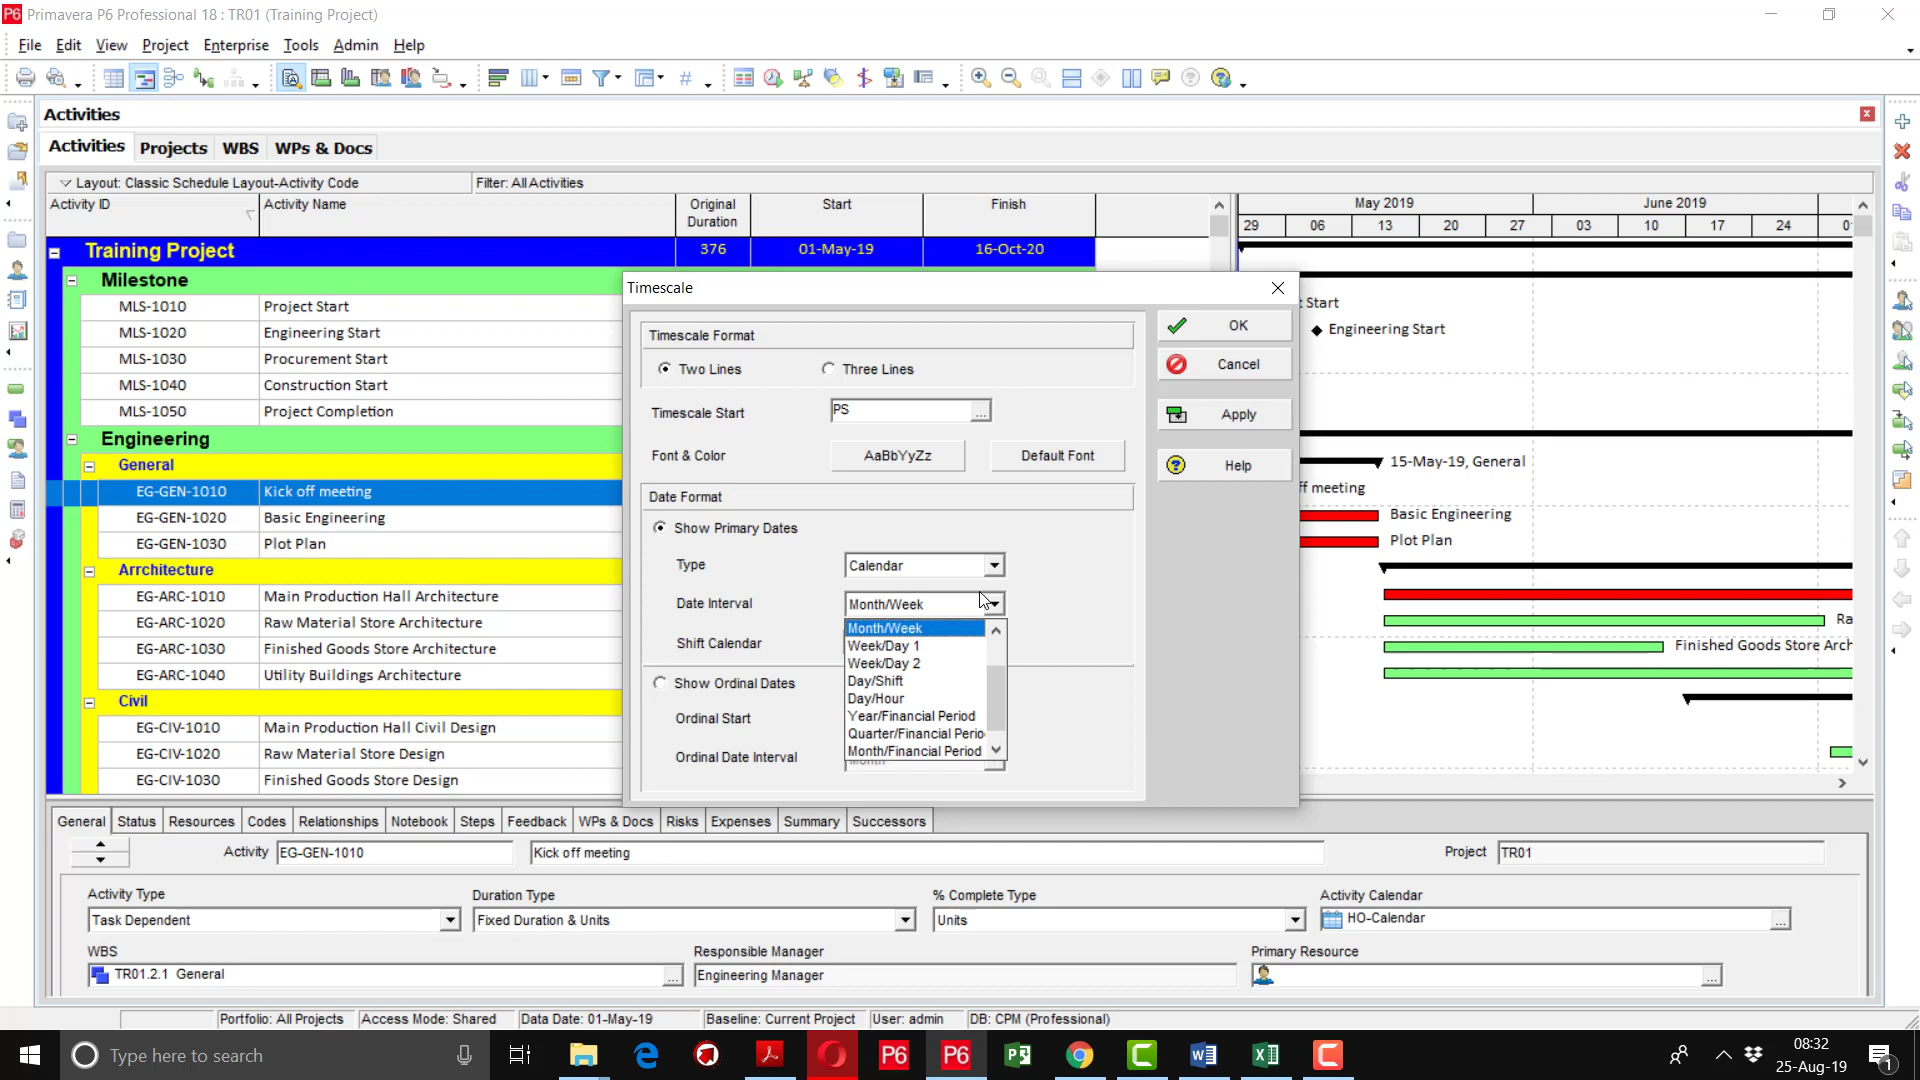 Primavera P6 Professional 18 : TR01 (Training Project)
File Edit View Project Enterprise Tools Admin Help
Activities
Activities Projects WBS WPs & Docs
Layout: Classic Schedule Layout-Activity Code Filter: All Activities
Activity ID Activity Name Original Duration Start Finish
May 2019 June 2019
29 06 13 20 27 03 10 17 24 0
Training Project 376 01-May-19 16-Oct-20
Milestone
MLS-1010 Project Start
MLS-1020 Engineering Start
MLS-1030 Procurement Start
MLS-1040 Construction Start
MLS-1050 Project Completion
Engineering
General
EG-GEN-1010 Kick off meeting
EG-GEN-1020 Basic Engineering
EG-GEN-1030 Plot Plan
Arrchitecture
EG-ARC-1010 Main Production Hall Architecture
EG-ARC-1020 Raw Material Store Architecture
EG-ARC-1030 Finished Goods Store Architecture
EG-ARC-1040 Utility Buildings Architecture
Civil
EG-CIV-1010 Main Production Hall Civil Design
EG-CIV-1020 Raw Material Store Design
EG-CIV-1030 Finished Goods Store Design
Timescale
Timescale Format
Two Lines Three Lines
Timescale Start PS ...
Font & Color AaBbYyZz Default Font
Date Format
Show Primary Dates
Type Calendar
Date Interval Month/Week
Shift Calendar
Month/Week
Week/Day 1
Week/Day 2
Day/Shift
Day/Hour
Year/Financial Period
Quarter/Financial Perio
Month/Financial Period
Show Ordinal Dates
Ordinal Start
Ordinal Date Interval Month
OK
Cancel
Apply
Help
t Start
Engineering Start
15-May-19, General
ff meeting
Basic Engineering
Plot Plan
Ra
Finished Goods Store Arch
General Status Resources Codes Relationships Notebook Steps Feedback WPs & Docs Risks Expenses Summary Successors
Activity EG-GEN-1010 Kick off meeting Project TR01
Activity Type Duration Type % Complete Type Activity Calendar
Task Dependent Fixed Duration & Units Units HO-Calendar ...
WBS Responsible Manager Primary Resource
TR01.2.1 General ... Engineering Manager ...
Portfolio: All Projects Access Mode: Shared Data Date: 01-May-19 Baseline: Current Project User: admin DB: CPM (Professional)
Type here to search
08:32
25-Aug-19
1